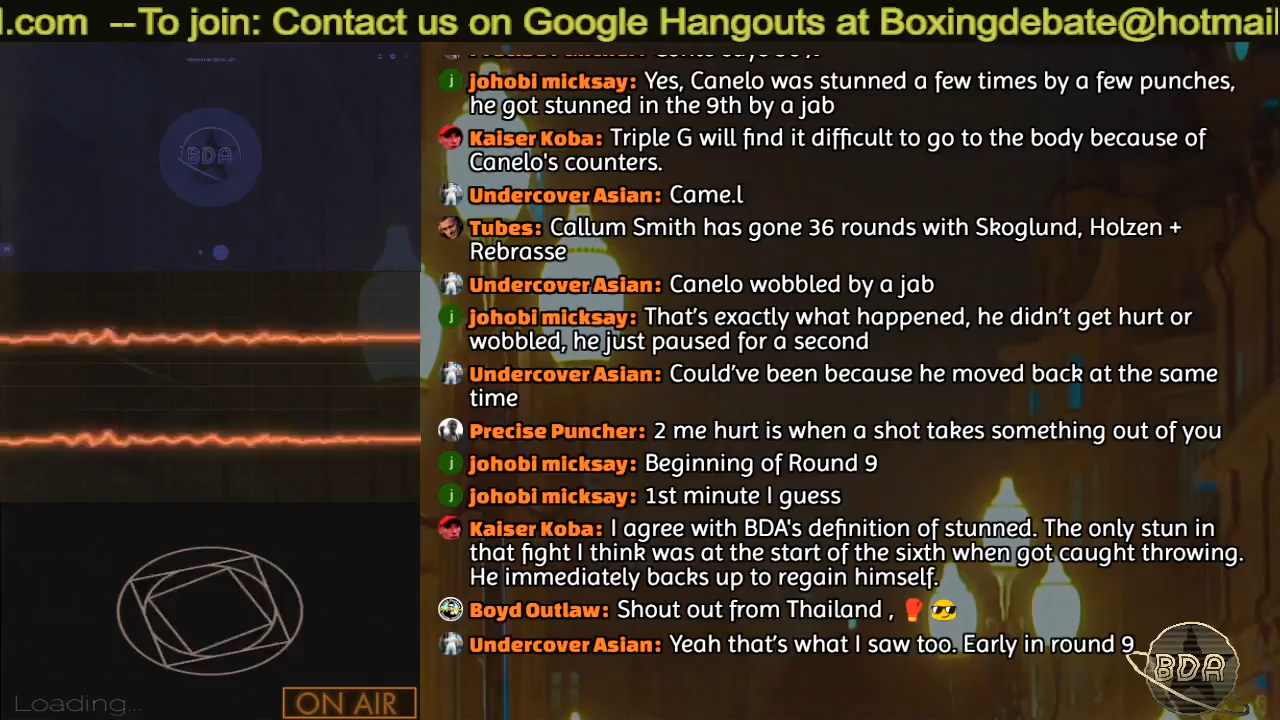 l.com --To join: Contact us on Google Hangouts at Boxingdebate@hotmail
johobi micksay: Yes, Canelo was stunned a few times by a few punches,
he got stunned in the 9th by a jab
Kaiser Koba: Triple G will find it difficult to go to the body because of
Canelo's counters.
Undercover Asian: Came.l
Tubes: Callum Smith has gone 36 rounds with Skoglund, Holzen +
Rebrasse
Undercover Asian: Canelo wobbled by a jab
johobi micksay: That's exactly what happened, he didn't get hurt or
wobbled, he just paused for a second
Undercover Asian: Could've been because he moved back at the same
time
Precise Puncher: 2 me hurt is when a shot takes something out of you
johobi micksay: Beginning of Round 9
johobi micksay: 1st minute I guess
Kaiser Koba: I agree with BDA's definition of stunned. The only stun in
that fight I think was at the start of the sixth when got caught throwing.
He immediately backs up to regain himself.
Boyd Outlaw: Shout out from Thailand , 🥊😎
Undercover Asian: Yeah that's what I saw too. Early in round 9
BDA
BDA
Loading...
ON AIR